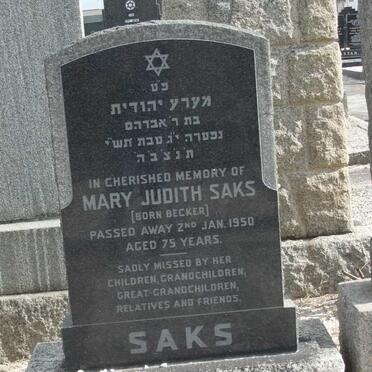 פ"ט
מערע יהודית
בת ר' אברהם
נפטרה י"ג טבת תש"י
ת נ צ ב ה
IN CHERISHED MEMORY OF
MARY JUDITH SAKS
[BORN BECKER]
PASSED AWAY 2ND JAN. 1950
AGED 75 YEARS.
SADLY MISSED BY HER
CHILDREN, GRANDCHILDREN,
GREAT-GRANDCHILDREN,
RELATIVES AND FRIENDS.
SAKS